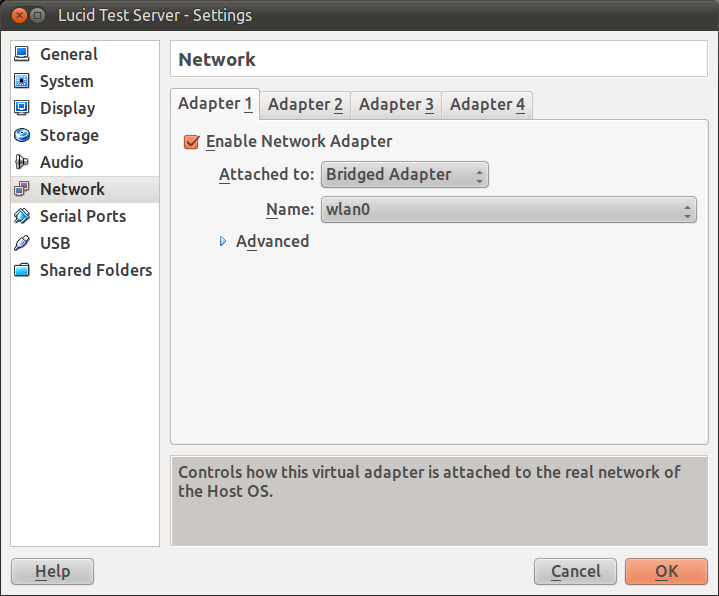 Lucid Test Server - Settings
General
System
Display
Storage
Audio
Network
Serial Ports
USB
Shared Folders
Network
Adapter 1
Adapter 2
Adapter 3
Adapter 4
Enable Network Adapter
Attached to: Bridged Adapter
Name: wlan0
Advanced
Controls how this virtual adapter is attached to the real network of
the Host OS.
Help
Cancel
OK